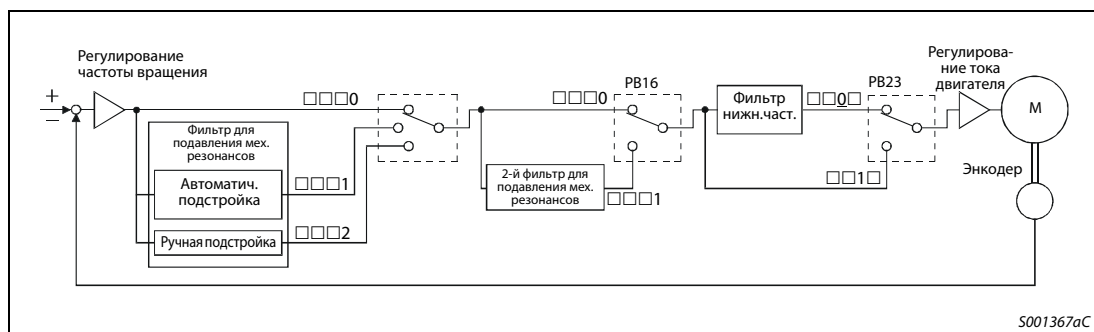 Регулирование
частоты вращения
+
−
□□□0
Фильтр для
подавления мех.
резонансов
Автоматич.
подстройка
□□□1
Ручная подстройка
□□□2
□□□0
PB16
2-й фильтр для
подавления мех.
резонансов
□□□1
Фильтр
нижн.част.
□□0□
PB23
□□1□
Регулирова-
ние тока
двигателя
M
Энкодер
S001367aC